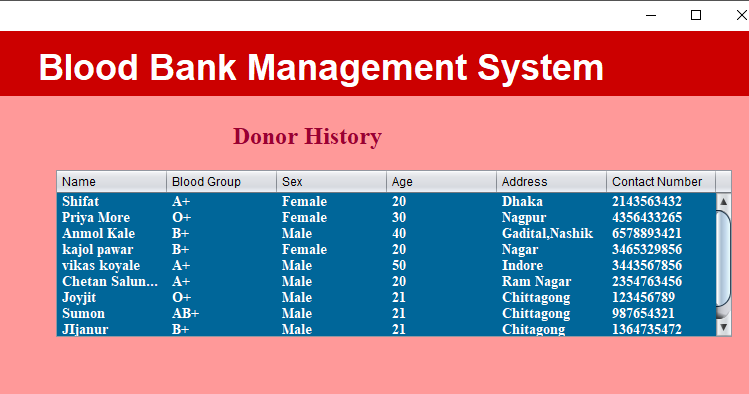 Blood Bank Management System
Donor History
Name Blood Group Sex Age Address Contact Number
Shifat A+ Female 20 Dhaka 2143563432
Priya More O+ Female 30 Nagpur 4356433265
Anmol Kale B+ Male 40 Gadital,Nashik 6578893421
kajol pawar B+ Female 20 Nagar 3465329856
vikas koyale A+ Male 50 Indore 3443567856
Chetan Salun... A+ Male 20 Ram Nagar 2354763456
Joyjit O+ Male 21 Chittagong 123456789
Sumon AB+ Male 21 Chittagong 987654321
JIjanur B+ Male 21 Chitagong 1364735472